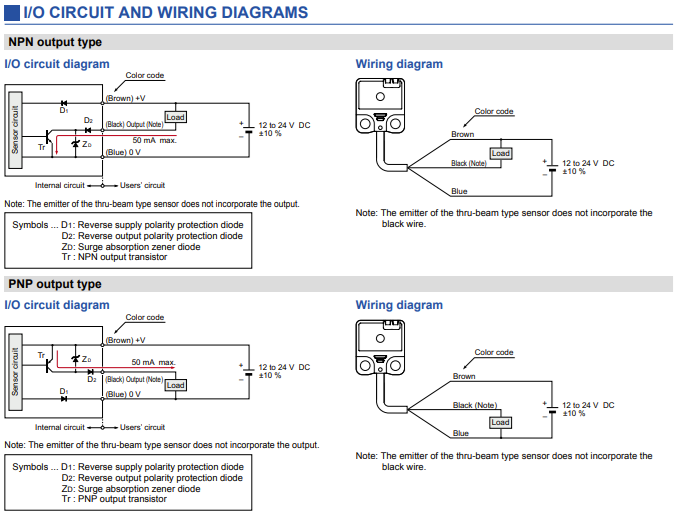 I/O CIRCUIT AND WIRING DIAGRAMS
NPN output type
I/O circuit diagram
Color code
Sensor circuit
D1
(Brown) +V
D2
(Black) Output (Note)
Load
Tr
ZD
50 mA max.
(Blue) 0 V
+
−
12 to 24 V DC
±10 %
Internal circuit
Users' circuit
Note: The emitter of the thru-beam type sensor does not incorporate the output.
Symbols ... D1: Reverse supply polarity protection diode
D2: Reverse output polarity protection diode
ZD: Surge absorption zener diode
Tr : NPN output transistor
Wiring diagram
Color code
Brown
Load
Black (Note)
+
−
12 to 24 V DC
±10 %
Blue
Note: The emitter of the thru-beam type sensor does not incorporate the
black wire.
PNP output type
I/O circuit diagram
Color code
Sensor circuit
(Brown) +V
Tr
ZD
50 mA max.
D2
(Black) Output (Note)
Load
D1
(Blue) 0 V
+
−
12 to 24 V DC
±10 %
Internal circuit
Users' circuit
Note: The emitter of the thru-beam type sensor does not incorporate the output.
Symbols ... D1: Reverse supply polarity protection diode
D2: Reverse output polarity protection diode
ZD: Surge absorption zener diode
Tr : PNP output transistor
Wiring diagram
Color code
Brown
Black (Note)
Load
+
−
12 to 24 V DC
±10 %
Blue
Note: The emitter of the thru-beam type sensor does not incorporate the
black wire.